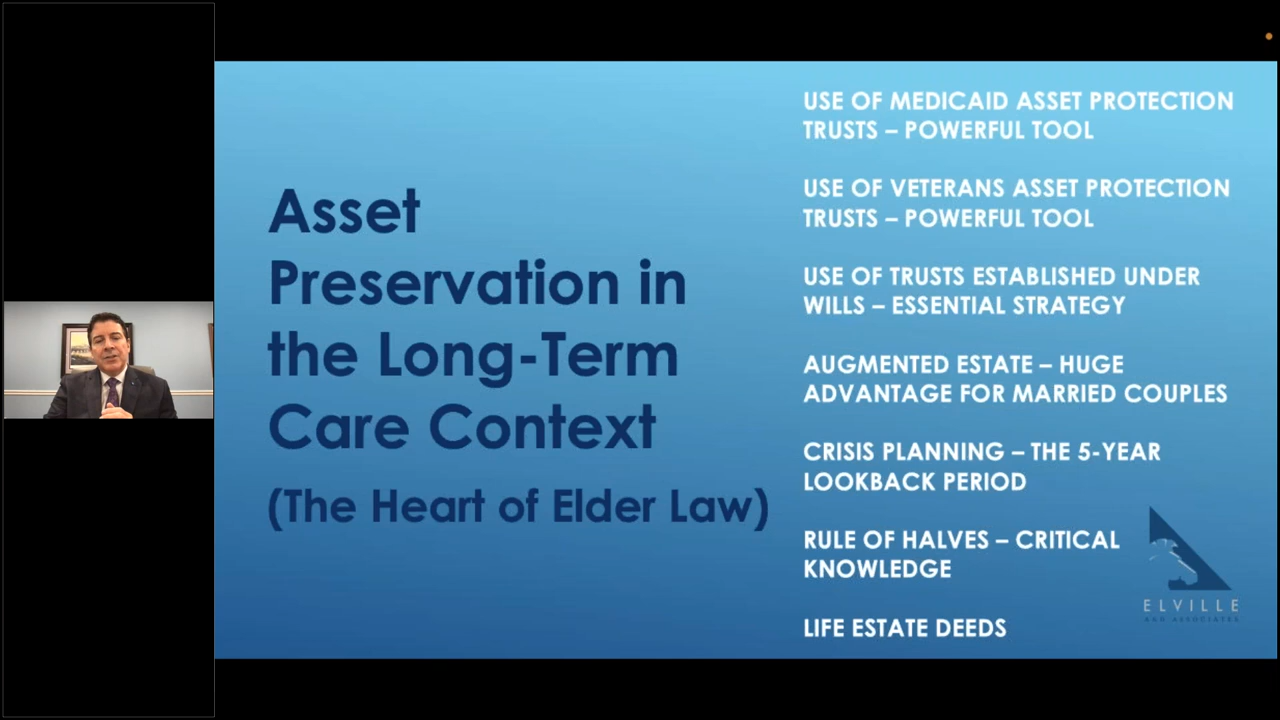 Asset
Preservation in
the Long-Term
Care Context
(The Heart of Elder Law)
USE OF MEDICAID ASSET PROTECTION
TRUSTS – POWERFUL TOOL
USE OF VETERANS ASSET PROTECTION
TRUSTS – POWERFUL TOOL
USE OF TRUSTS ESTABLISHED UNDER
WILLS – ESSENTIAL STRATEGY
AUGMENTED ESTATE – HUGE
ADVANTAGE FOR MARRIED COUPLES
CRISIS PLANNING – THE 5-YEAR
LOOKBACK PERIOD
RULE OF HALVES – CRITICAL
KNOWLEDGE
LIFE ESTATE DEEDS
ELVILLE
AND ASSOCIATES